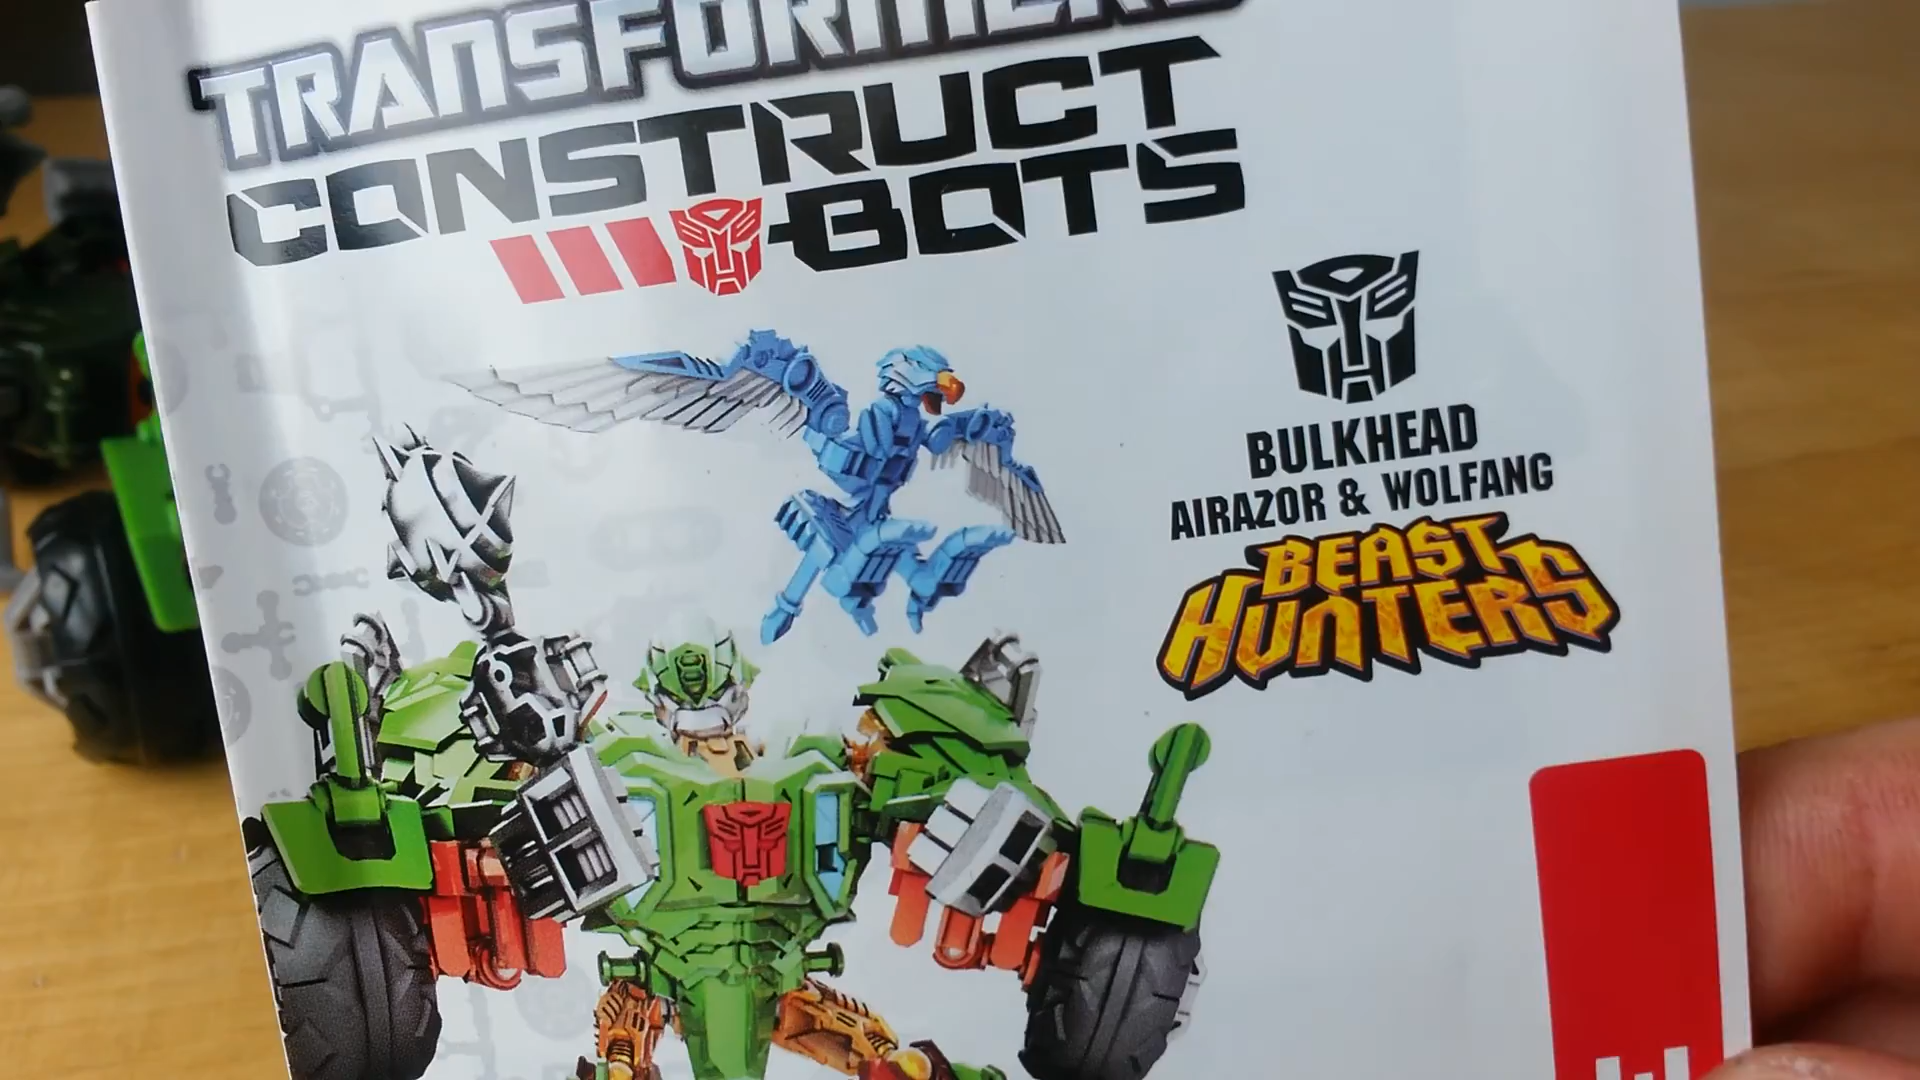 TRANSFORMERS
CONSTRUCT
BOTS
BULKHEAD
AIRAZOR & WOLFANG
BEAST
HUNTERS